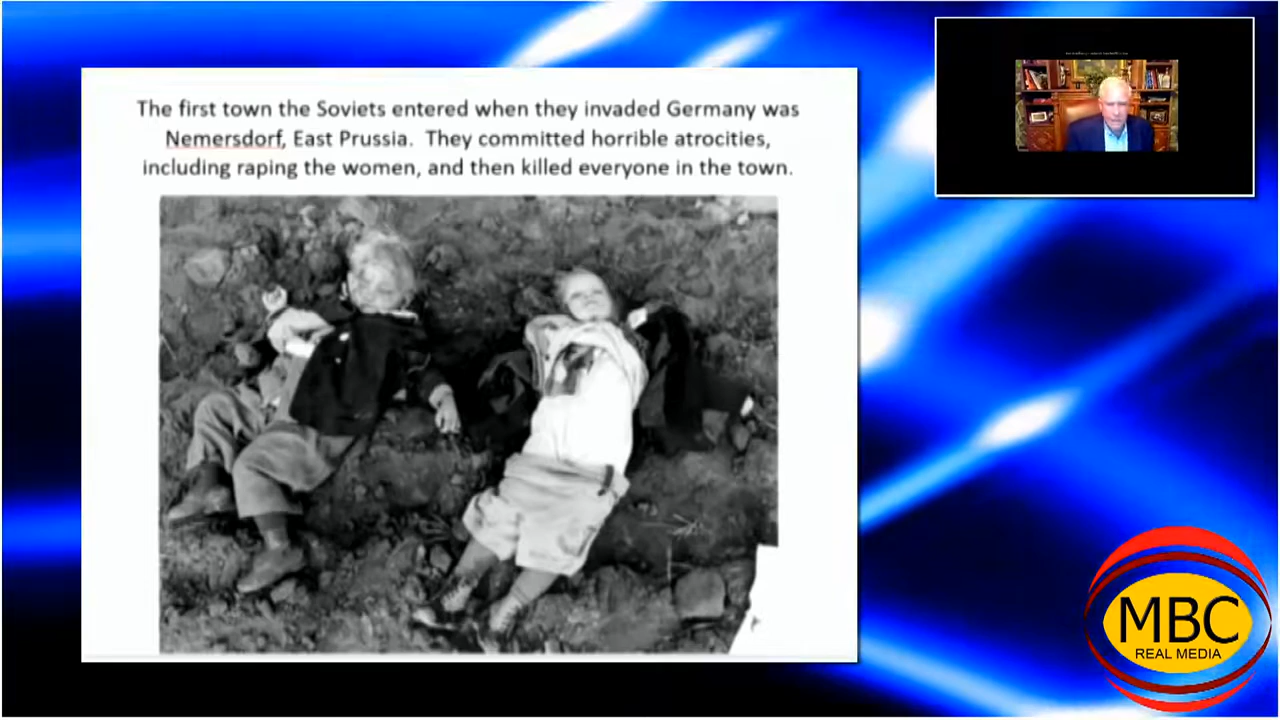 The first town the Soviets entered when they invaded Germany was
Nemersdorf, East Prussia. They committed horrible atrocities,
including raping the women, and then killed everyone in the town.
MBC
REAL MEDIA